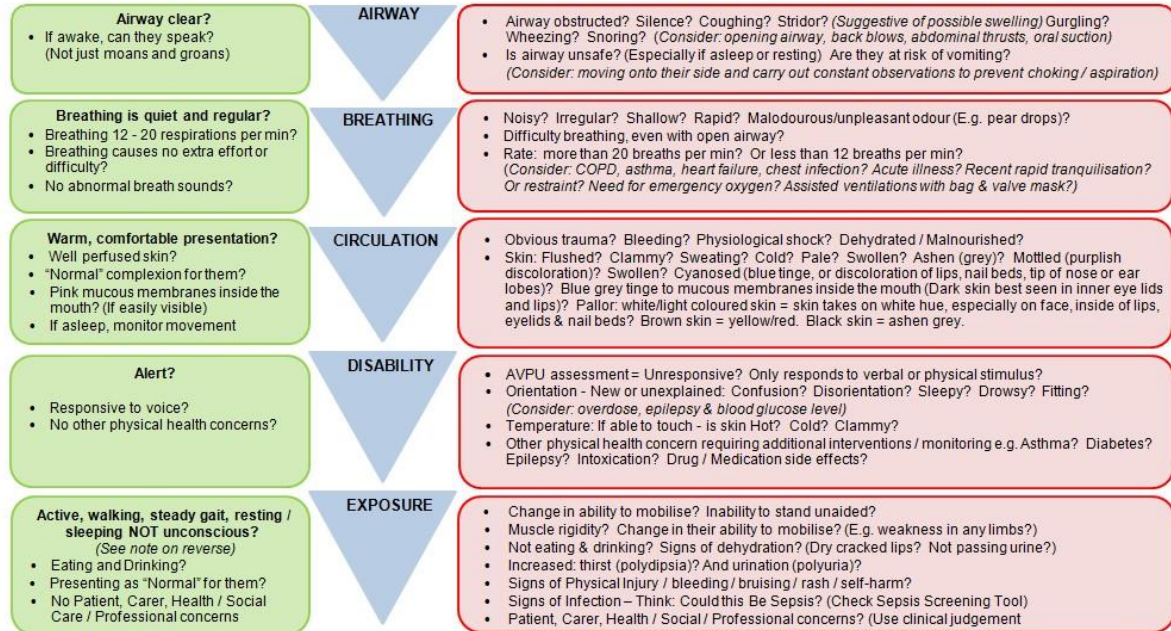 Airway clear?
• If awake, can they speak?
(Not just moans and groans)
AIRWAY
• Airway obstructed? Silence? Coughing? Stridor? (Suggestive of possible swelling) Gurgling?
Wheezing? Snoring? (Consider: opening airway, back blows, abdominal thrusts, oral suction)
• Is airway unsafe? (Especially if asleep or resting) Are they at risk of vomiting?
(Consider: moving onto their side and carry out constant observations to prevent choking / aspiration)
Breathing is quiet and regular?
• Breathing 12 - 20 respirations per min?
• Breathing causes no extra effort or
difficulty?
• No abnormal breath sounds?
BREATHING
• Noisy? Irregular? Shallow? Rapid? Malodourous/unpleasant odour (E.g. pear drops)?
• Difficulty breathing, even with open airway?
• Rate: more than 20 breaths per min? Or less than 12 breaths per min?
(Consider: COPD, asthma, heart failure, chest infection? Acute illness? Recent rapid tranquilisation?
Or restraint? Need for emergency oxygen? Assisted ventilations with bag & valve mask?)
Warm, comfortable presentation?
• Well perfused skin?
• “Normal” complexion for them?
• Pink mucous membranes inside the
mouth? (If easily visible)
• If asleep, monitor movement
CIRCULATION
• Obvious trauma? Bleeding? Physiological shock? Dehydrated / Malnourished?
• Skin: Flushed? Clammy? Sweating? Cold? Pale? Swollen? Ashen (grey)? Mottled (purplish
discoloration)? Swollen? Cyanosed (blue tinge, or discoloration of lips, nail beds, tip of nose or ear
lobes)? Blue grey tinge to mucous membranes inside the mouth (Dark skin best seen in inner eye lids
and lips)? Pallor: white/light coloured skin = skin takes on white hue, especially on face, inside of lips,
eyelids & nail beds? Brown skin = yellow/red. Black skin = ashen grey.
Alert?
• Responsive to voice?
• No other physical health concerns?
DISABILITY
• AVPU assessment = Unresponsive? Only responds to verbal or physical stimulus?
• Orientation - New or unexplained: Confusion? Disorientation? Sleepy? Drowsy? Fitting?
(Consider: overdose, epilepsy & blood glucose level)
• Temperature: If able to touch - is skin Hot? Cold? Clammy?
• Other physical health concern requiring additional interventions / monitoring e.g. Asthma? Diabetes?
Epilepsy? Intoxication? Drug / Medication side effects?
Active, walking, steady gait, resting /
sleeping NOT unconscious?
(See note on reverse)
• Eating and Drinking?
• Presenting as “Normal” for them?
• No Patient, Carer, Health / Social
Care / Professional concerns
EXPOSURE
• Change in ability to mobilise? Inability to stand unaided?
• Muscle rigidity? Change in their ability to mobilise? (E.g. weakness in any limbs?)
• Not eating & drinking? Signs of dehydration? (Dry cracked lips? Not passing urine?)
• Increased: thirst (polydipsia)? And urination (polyuria)?
• Signs of Physical Injury / bleeding / bruising / rash / self-harm?
• Signs of Infection – Think: Could this Be Sepsis? (Check Sepsis Screening Tool)
• Patient, Carer, Health / Social / Professional concerns? (Use clinical judgement